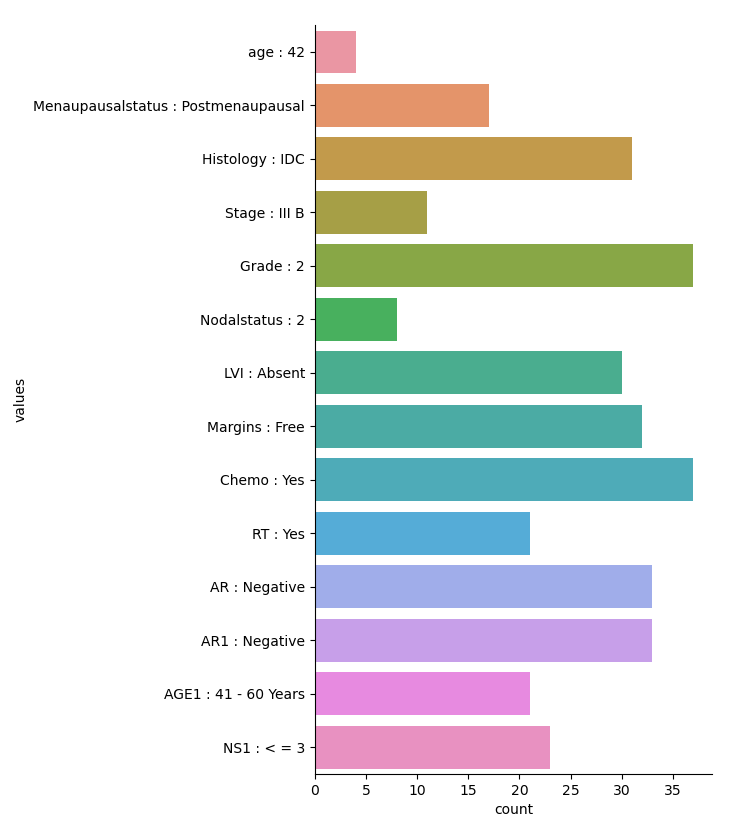 age : 42
Menaupausalstatus : Postmenaupausal
Histology : IDC
Stage : III B
Grade : 2
Nodalstatus : 2
LVI : Absent
Margins : Free
Chemo : Yes
RT : Yes
AR : Negative
AR1 : Negative
AGE1 : 41 - 60 Years
NS1 : < = 3
values
0 5 10 15 20 25 30 35
count